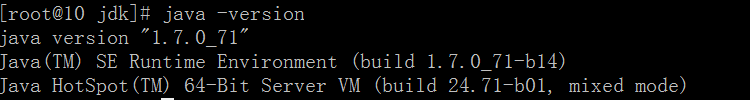 [root@10 jdk]# java -version
java version "1.7.0_71"
Java(TM) SE Runtime Environment (build 1.7.0_71-b14)
Java HotSpot(TM) 64-Bit Server VM (build 24.71-b01, mixed mode)